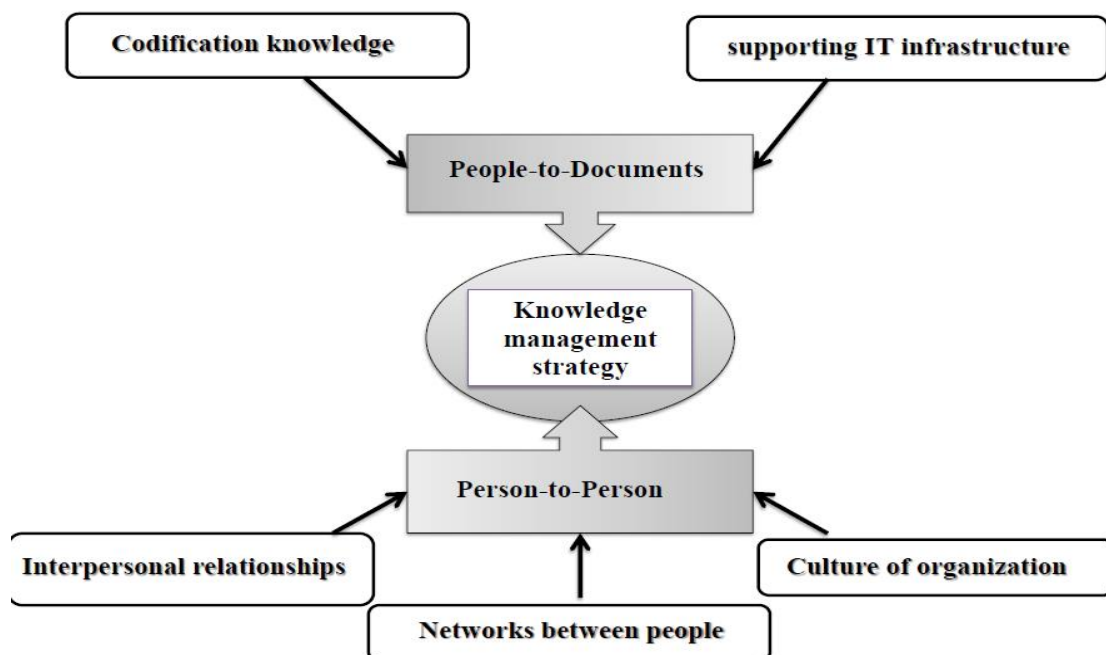 Codification knowledge
supporting IT infrastructure
People-to-Documents
Knowledge
management
strategy
Person-to-Person
Interpersonal relationships
Culture of organization
Networks between people